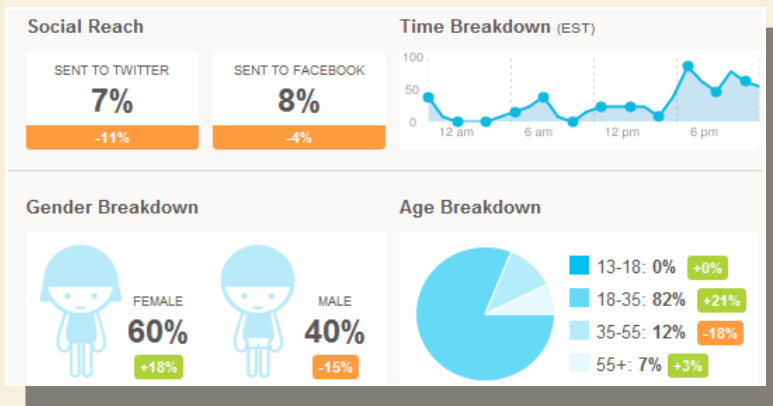 Social Reach
SENT TO TWITTER
7%
-11%
SENT TO FACEBOOK
8%
-4%
Time Breakdown (EST)
100
50
0
12 am 6 am 12 pm 6 pm
Gender Breakdown
FEMALE
60%
+18%
MALE
40%
-15%
Age Breakdown
13-18: 0% +0%
18-35: 82% +21%
35-55: 12% -18%
55+: 7% +3%